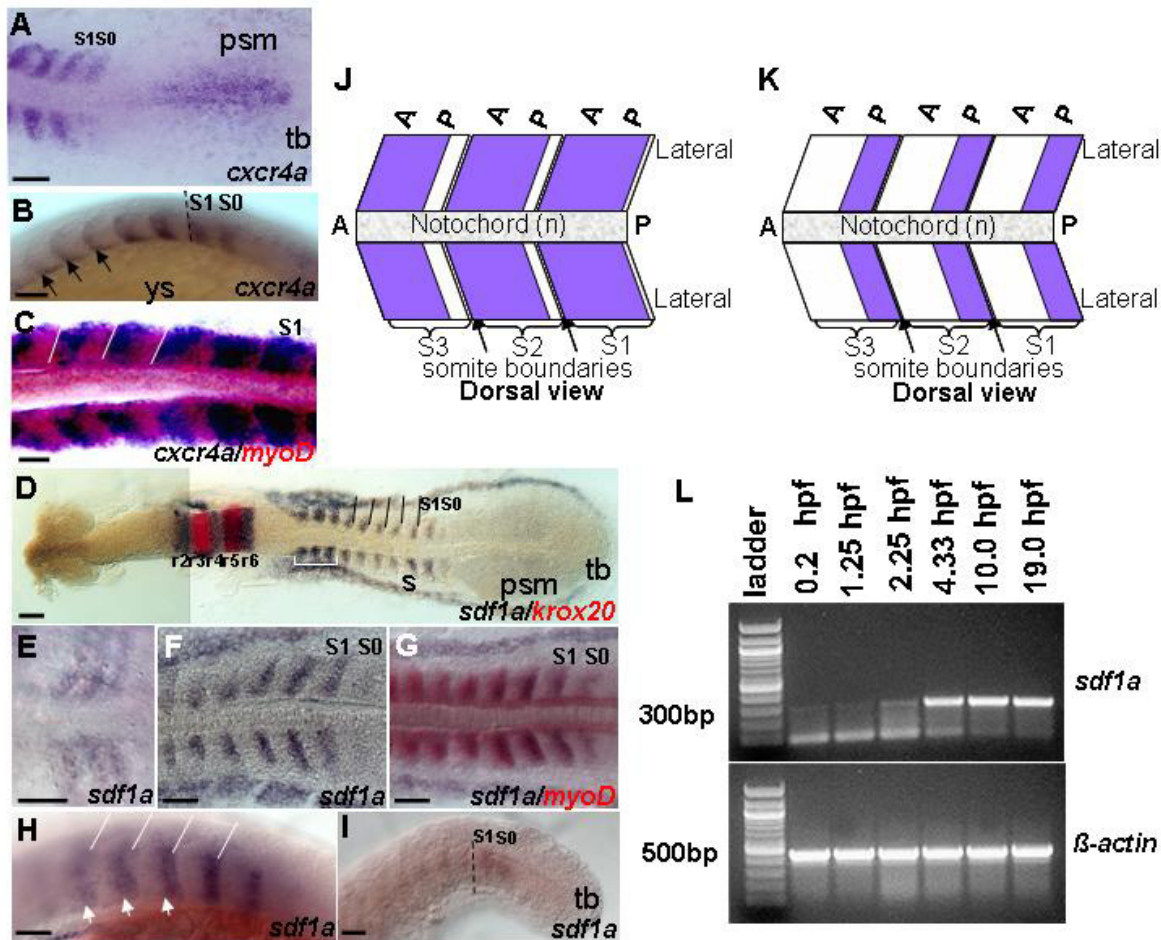 A
S1S0
psm
tb
cxcr4a
B
S1 S0
ys
cxcr4a
C
S1
cxcr4a/myoD
D
S1S0
r2r3r4r5r6
S
psm
tb
sdf1a/krox20
E
sdf1a
F
S1 S0
sdf1a
G
S1 S0
sdf1a/myoD
H
sdf1a
I
S1S0
tb
sdf1a
J
A P A P A P
Lateral
A Notochord (n) P
Lateral
S3 S2 S1
somite boundaries
Dorsal view
K
A P A P A P
Lateral
A Notochord (n) P
Lateral
S3 S2 S1
somite boundaries
Dorsal view
L
ladder
0.2 hpf
1.25 hpf
2.25 hpf
4.33 hpf
10.0 hpf
19.0 hpf
300bp
sdf1a
500bp
ß-actin